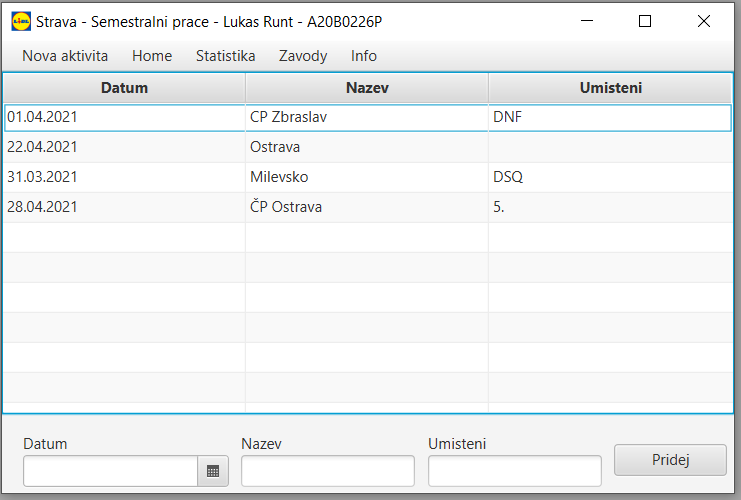 LIDL Strava - Semestralni prace - Lukas Runt - A20B0226P
Nova aktivita Home Statistika Zavody Info
Datum Nazev Umisteni
01.04.2021 CP Zbraslav DNF
22.04.2021 Ostrava
31.03.2021 Milevsko DSQ
28.04.2021 ČP Ostrava 5.
Datum Nazev Umisteni
Pridej